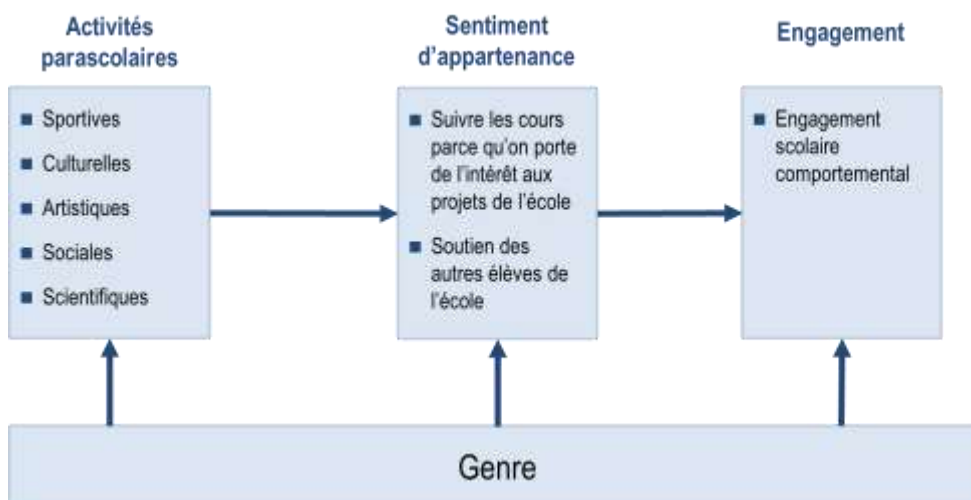 Activités
parascolaires
Sportives
Culturelles
Artistiques
Sociales
Scientifiques
Sentiment
d'appartenance
Suivre les cours
parce qu'on porte
de l'intérêt aux
projets de l'école
Soutien des
autres élèves de
l'école
Engagement
Engagement
scolaire
comportemental
Genre